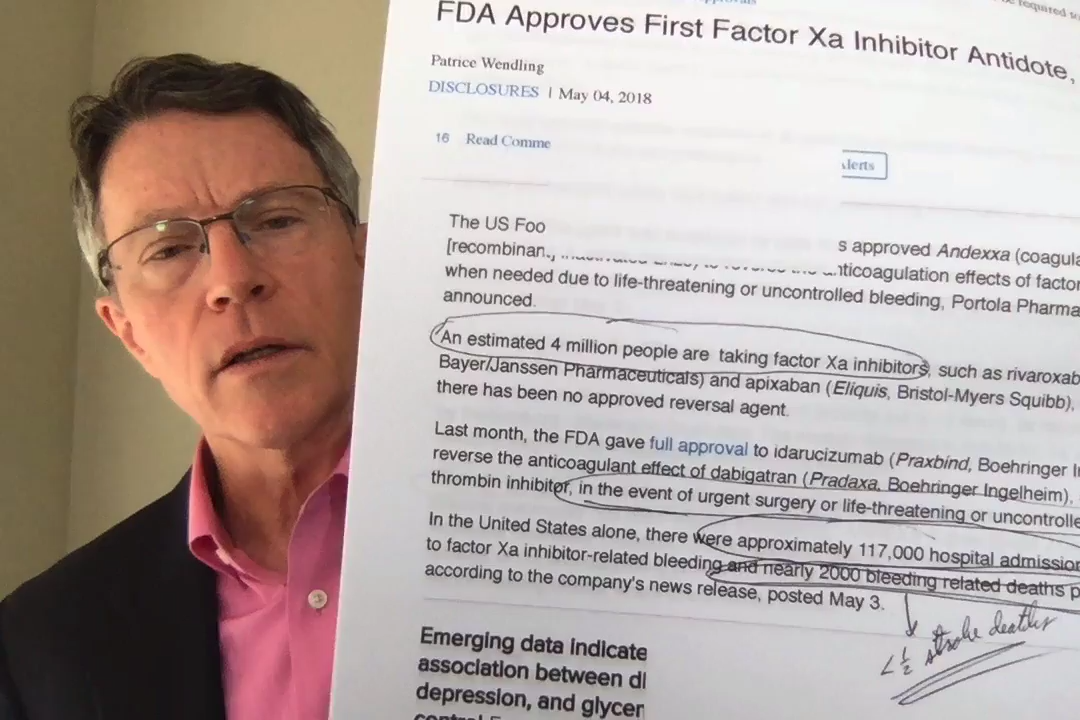 required
FDA Approves First Factor Xa Inhibitor Antidote,
Patrice Wendling
DISCLOSURES | May 04, 2018
16 Read Comme
lerts
The US Foo s approved Andexxa (coagula
[recombinan, nticoagulation effects of factor
when needed due to life-threatening or uncontrolled bleeding, Portola Pharma
announced.
An estimated 4 million people are taking factor Xa inhibitors, such as rivaroxab
Bayer/Janssen Pharmaceuticals) and apixaban (Eliquis, Bristol-Myers Squibb),
there has been no approved reversal agent.
Last month, the FDA gave full approval to idarucizumab (Praxbind, Boehringer In
reverse the anticoagulant effect of dabigatran (Pradaxa, Boehringer Ingelheim),
thrombin inhibitor, in the event of urgent surgery or life-threatening or uncontrolle
In the United States alone, there were approximately 117,000 hospital admission
to factor Xa inhibitor-related bleeding and nearly 2000 bleeding related deaths p
according to the company's news release, posted May 3.
< 1/2 stroke deaths
Emerging data indicate
association between di
depression, and glycer